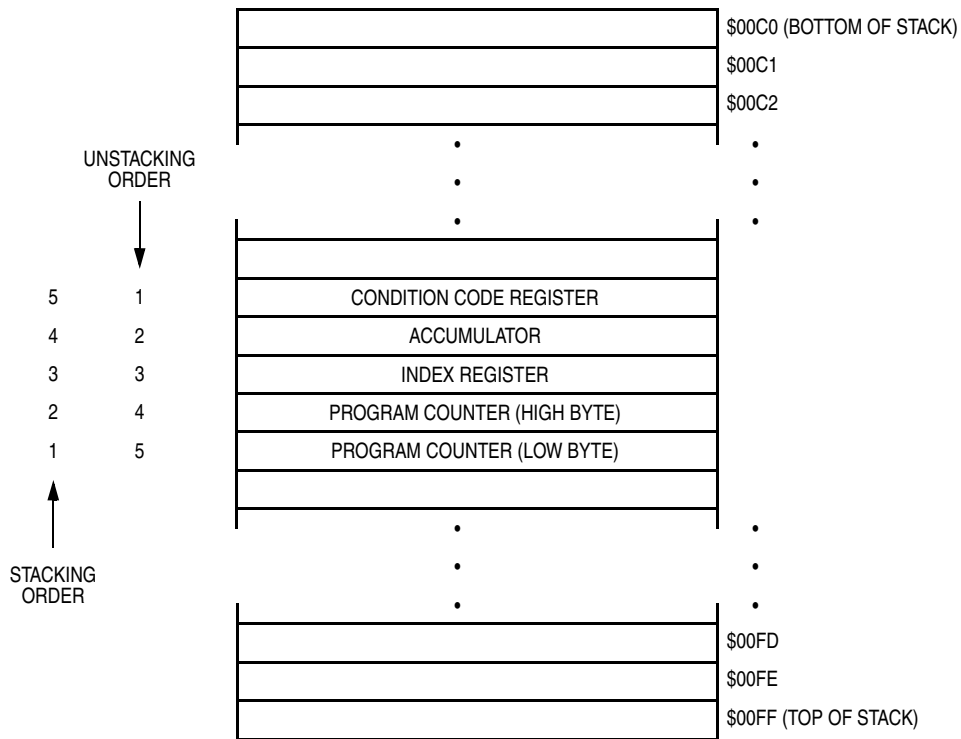 $00C0 (BOTTOM OF STACK)
$00C1
$00C2
UNSTACKING
ORDER
5 1 CONDITION CODE REGISTER
4 2 ACCUMULATOR
3 3 INDEX REGISTER
2 4 PROGRAM COUNTER (HIGH BYTE)
1 5 PROGRAM COUNTER (LOW BYTE)
STACKING
ORDER
$00FD
$00FE
$00FF (TOP OF STACK)